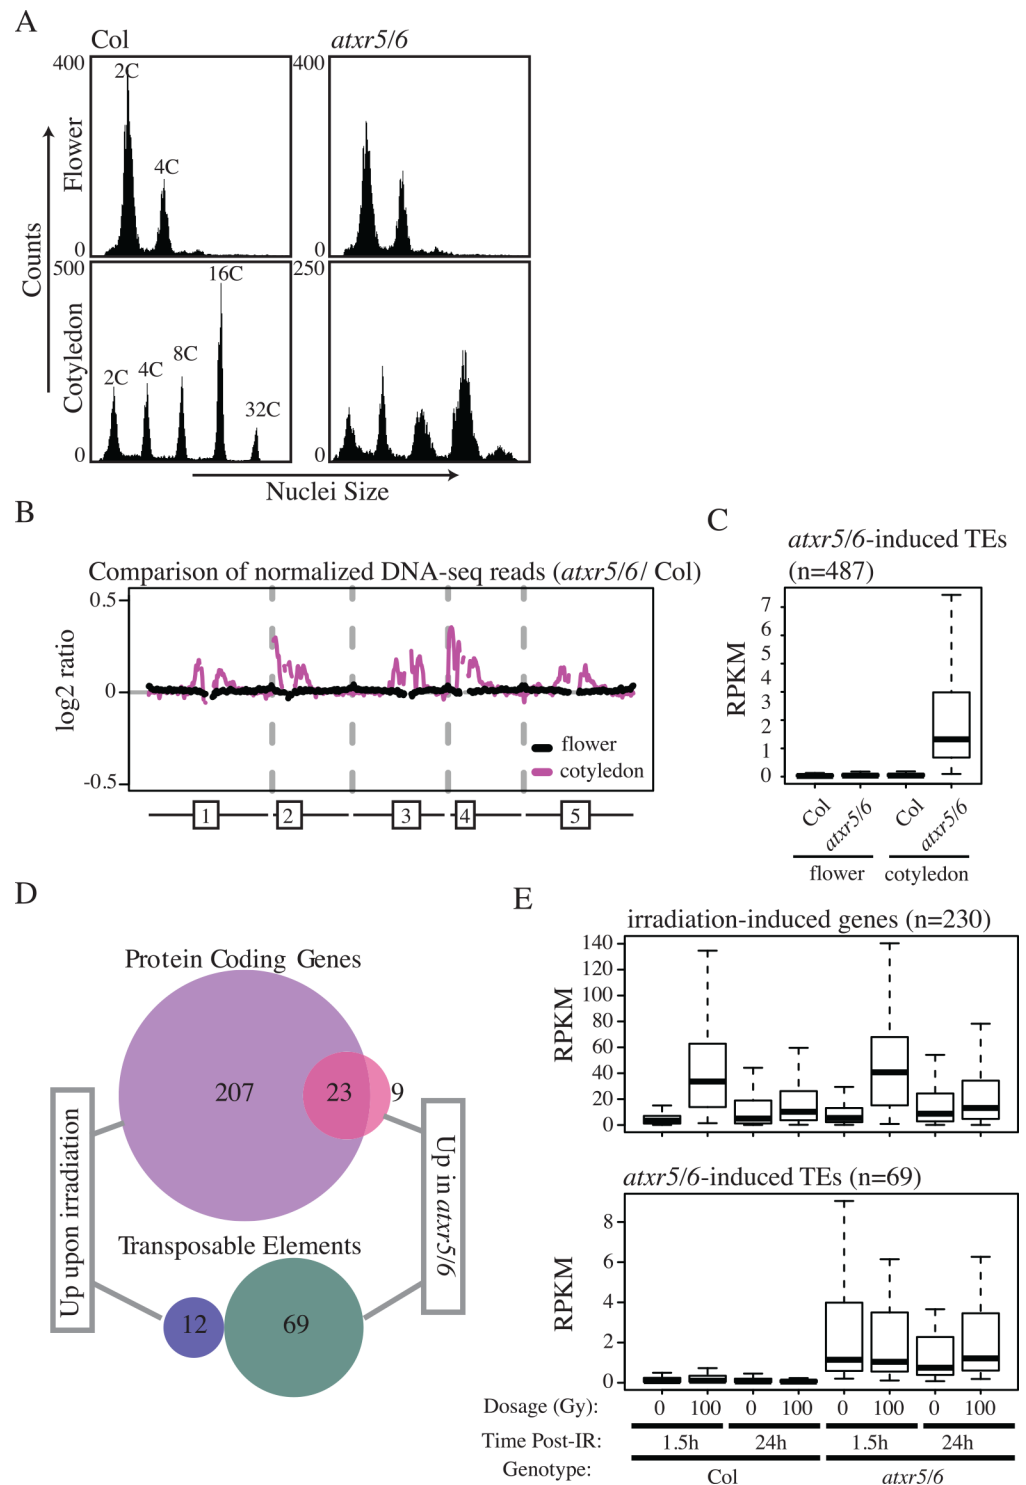 A
Col
atxr5/6
400
2C
4C
0
400
0
Flower
Counts
500
2C
4C
8C
16C
32C
0
250
0
Cotyledon
Nuclei Size
B
Comparison of normalized DNA-seq reads (atxr5/6/ Col)
0.5
0
-0.5
log2 ratio
flower
cotyledon
1 2 3 4 5
C
atxr5/6-induced TEs
(n=487)
7
6
5
4
3
2
1
0
RPKM
Col atxr5/6 Col atxr5/6
flower cotyledon
D
Protein Coding Genes
207 23 9
Up upon irradiation
Up in atxr5/6
Transposable Elements
12 69
E
irradiation-induced genes (n=230)
140
120
100
80
60
40
20
0
RPKM
atxr5/6-induced TEs (n=69)
8
6
4
2
0
RPKM
Dosage (Gy): 0 100 0 100 0 100 0 100
Time Post-IR: 1.5h 24h 1.5h 24h
Genotype: Col atxr5/6